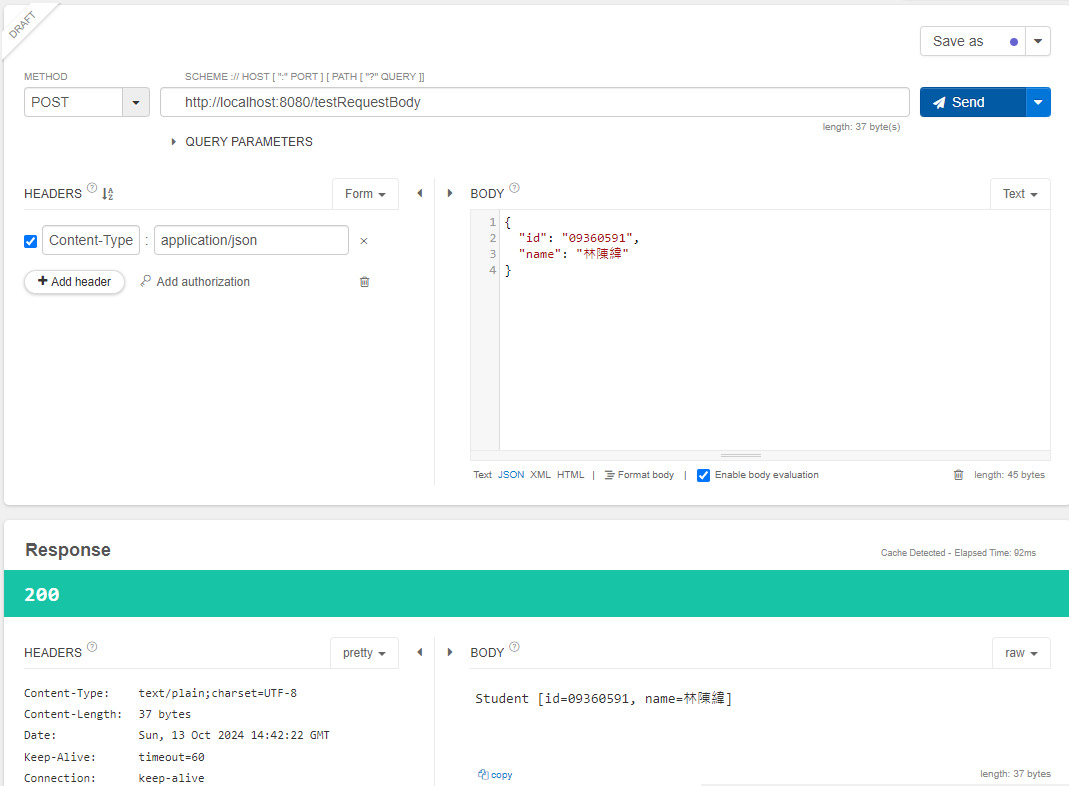 DRAFT
Save as
METHOD
SCHEME :// HOST [ ":" PORT ] [ PATH [ "?" QUERY ]]
POST
http://localhost:8080/testRequestBody
Send
length: 37 byte(s)
QUERY PARAMETERS
HEADERS ?
Form
BODY ?
Text
Content-Type : application/json ×
+ Add header
Add authorization
1 {
2 "id": "09360591",
3 "name": "林陳緯"
4 }
Text JSON XML HTML | Format body | Enable body evaluation
length: 45 bytes
Response
Cache Detected - Elapsed Time: 92ms
200
HEADERS ?
pretty
BODY ?
raw
Content-Type: text/plain;charset=UTF-8
Content-Length: 37 bytes
Date: Sun, 13 Oct 2024 14:42:22 GMT
Keep-Alive: timeout=60
Connection: keep-alive
Student [id=09360591, name=林陳緯]
copy
length: 37 bytes